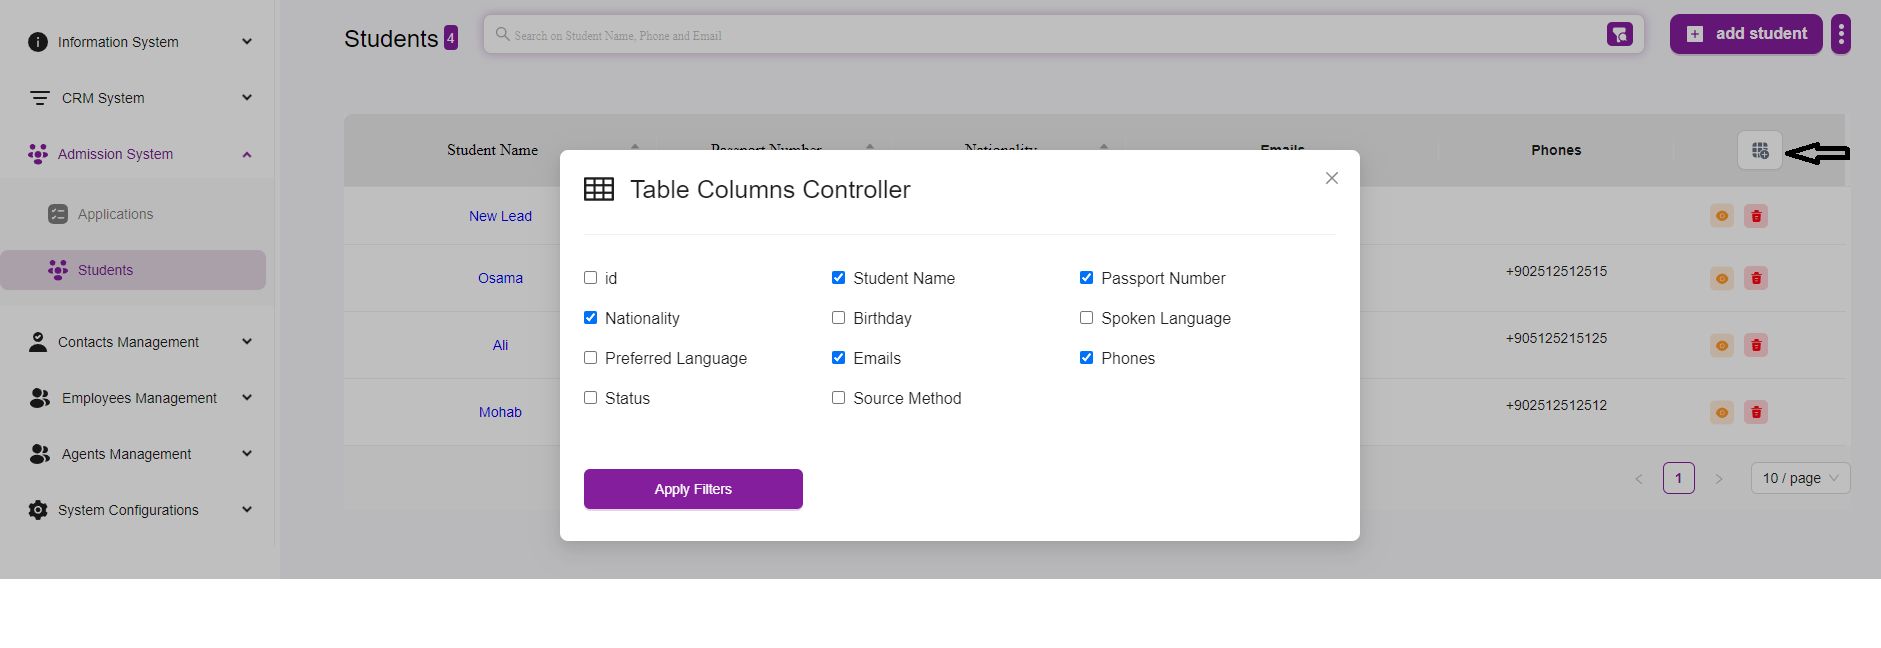 Information System
CRM System
Admission System
Applications
Students
Contacts Management
Employees Management
Agents Management
System Configurations
Students 4
Search on Student Name, Phone and Email
add student
Student Name Passport Number Nationality Emails Phones
New Lead
Osama +902512512515
Ali +905125215125
Mohab +902512512512
1 10 / page
Table Columns Controller
id Student Name Passport Number
Nationality Birthday Spoken Language
Preferred Language Emails Phones
Status Source Method
Apply Filters